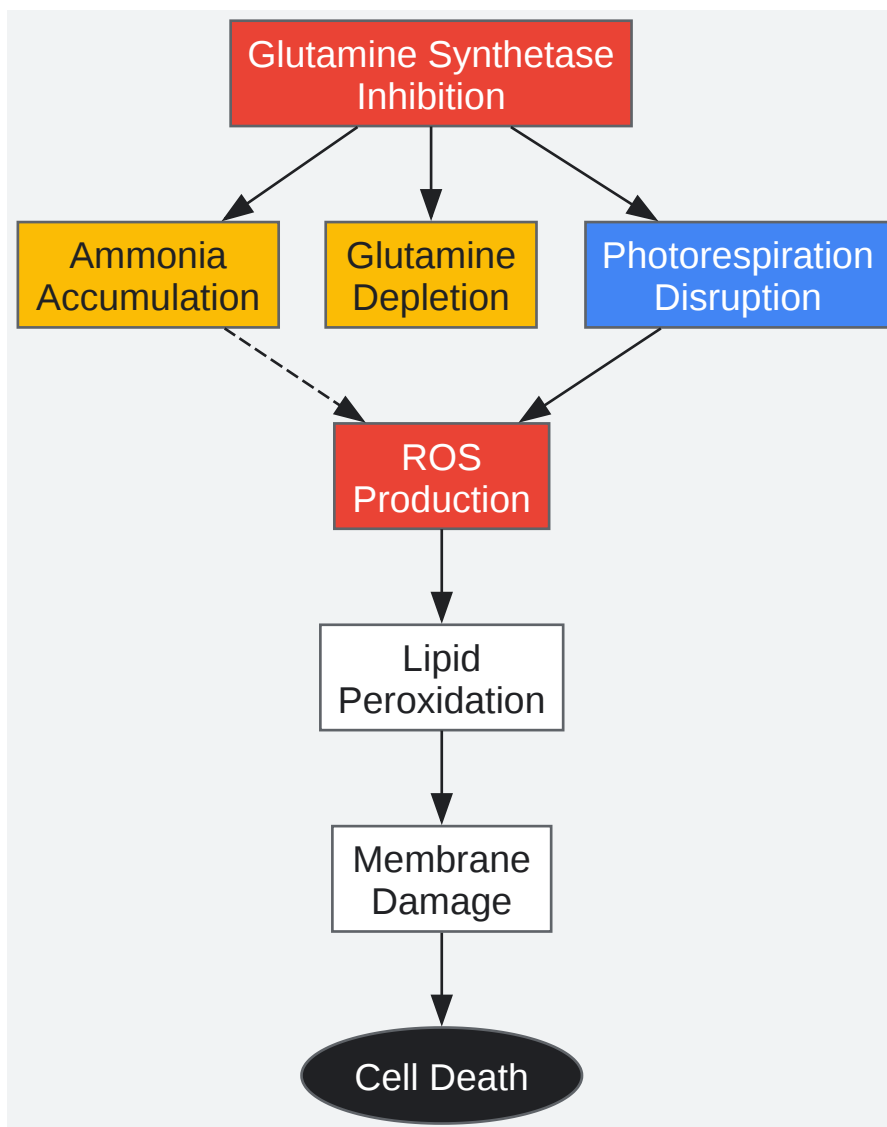 Glutamine Synthetase
Inhibition
Ammonia
Accumulation
Glutamine
Depletion
Photorespiration
Disruption
ROS
Production
Lipid
Peroxidation
Membrane
Damage
Cell Death